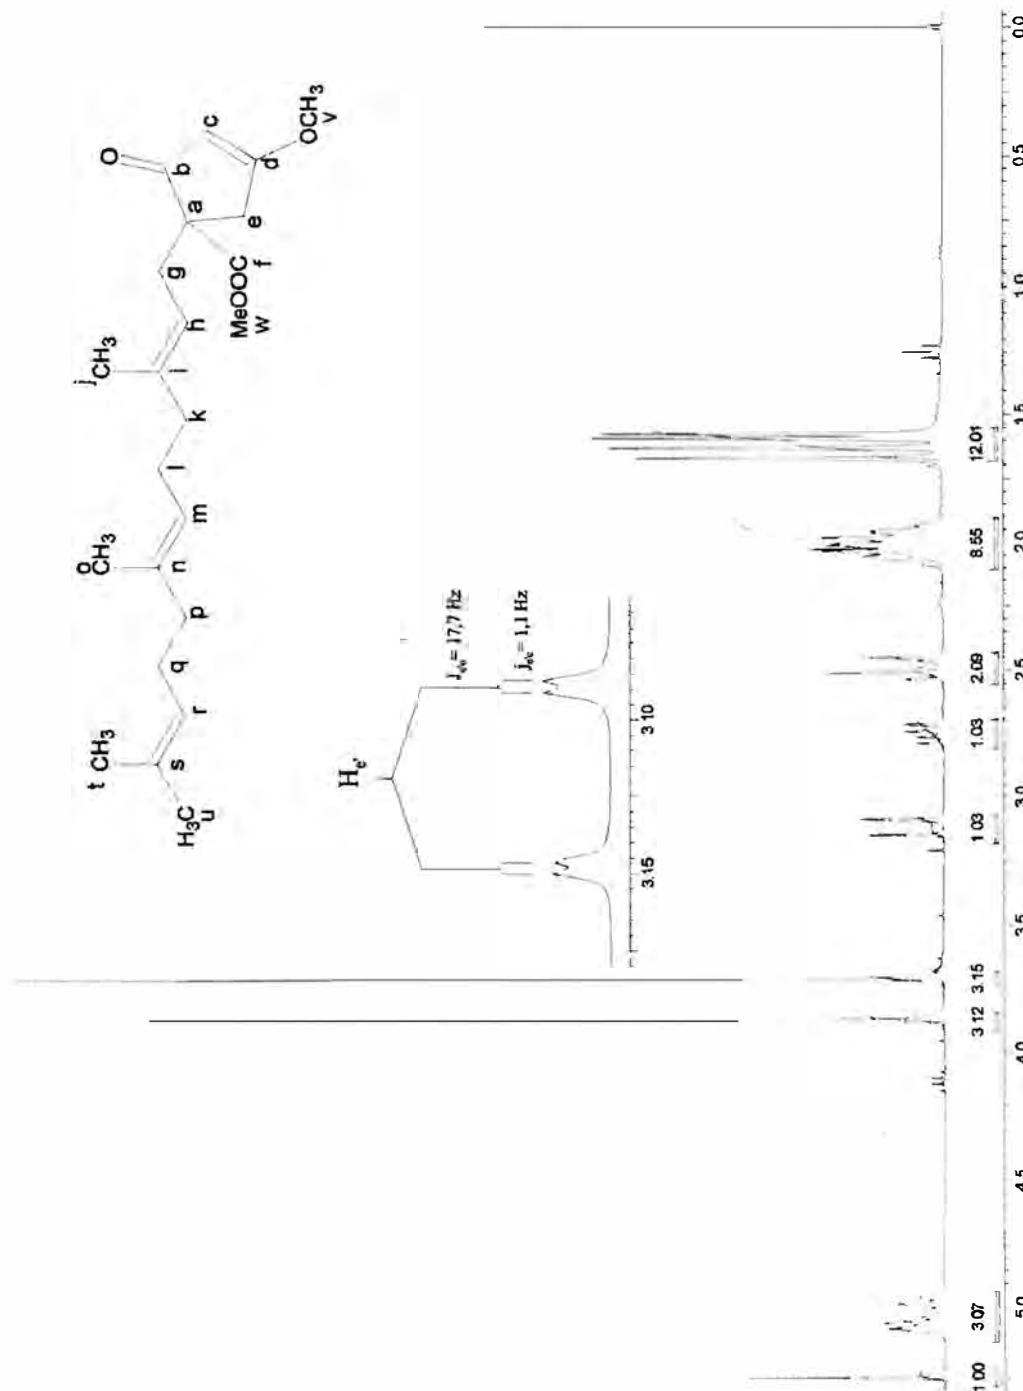 t CH3 o CH3 j CH3 O
s r q p n m l k i h g a b c
H3C u MeOOC w f e d OCH3 v
He'
Je/e' = 17,7 Hz
je/c = 1,1 Hz
3.15 3.10
1.00 3.07 3.12 3.15 1.03 1.03 2.09 8.55 12.01
5.0 4.5 4.0 3.5 3.0 2.5 2.0 1.5 1.0 0.5 0.0